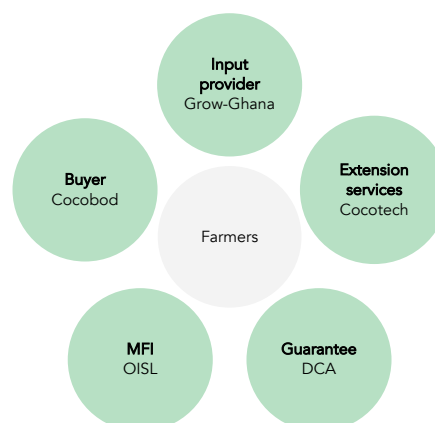 Input
provider
Grow-Ghana
Buyer
Cocobod
Extension
services
Cocotech
Farmers
MFI
OISL
Guarantee
DCA